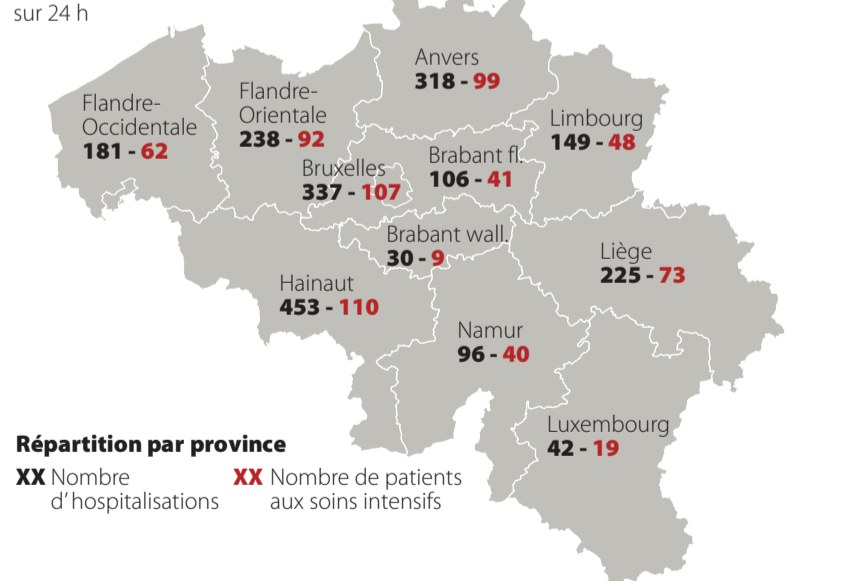 sur 24 h
Anvers
318 - 99
Flandre-
Occidentale
181 - 62
Flandre-
Orientale
238 - 92
Limbourg
149 - 48
Bruxelles
337 - 107
Brabant fl.
106 - 41
Brabant wall.
30 - 9
Liège
225 - 73
Hainaut
453 - 110
Namur
96 - 40
Luxembourg
42 - 19
Répartition par province
XX Nombre
d'hospitalisations
XX Nombre de patients
aux soins intensifs